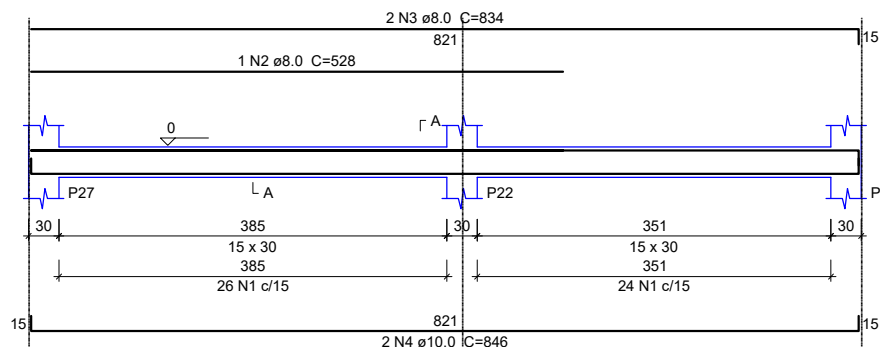 2 N3 ø8.0 C=834
821
15
1 N2 ø8.0 C=528
0
A
A
P27
P22
P
30
385
30
351
30
15 x 30
15 x 30
385
351
26 N1 c/15
24 N1 c/15
15
821
15
2 N4 ø10.0 C=846